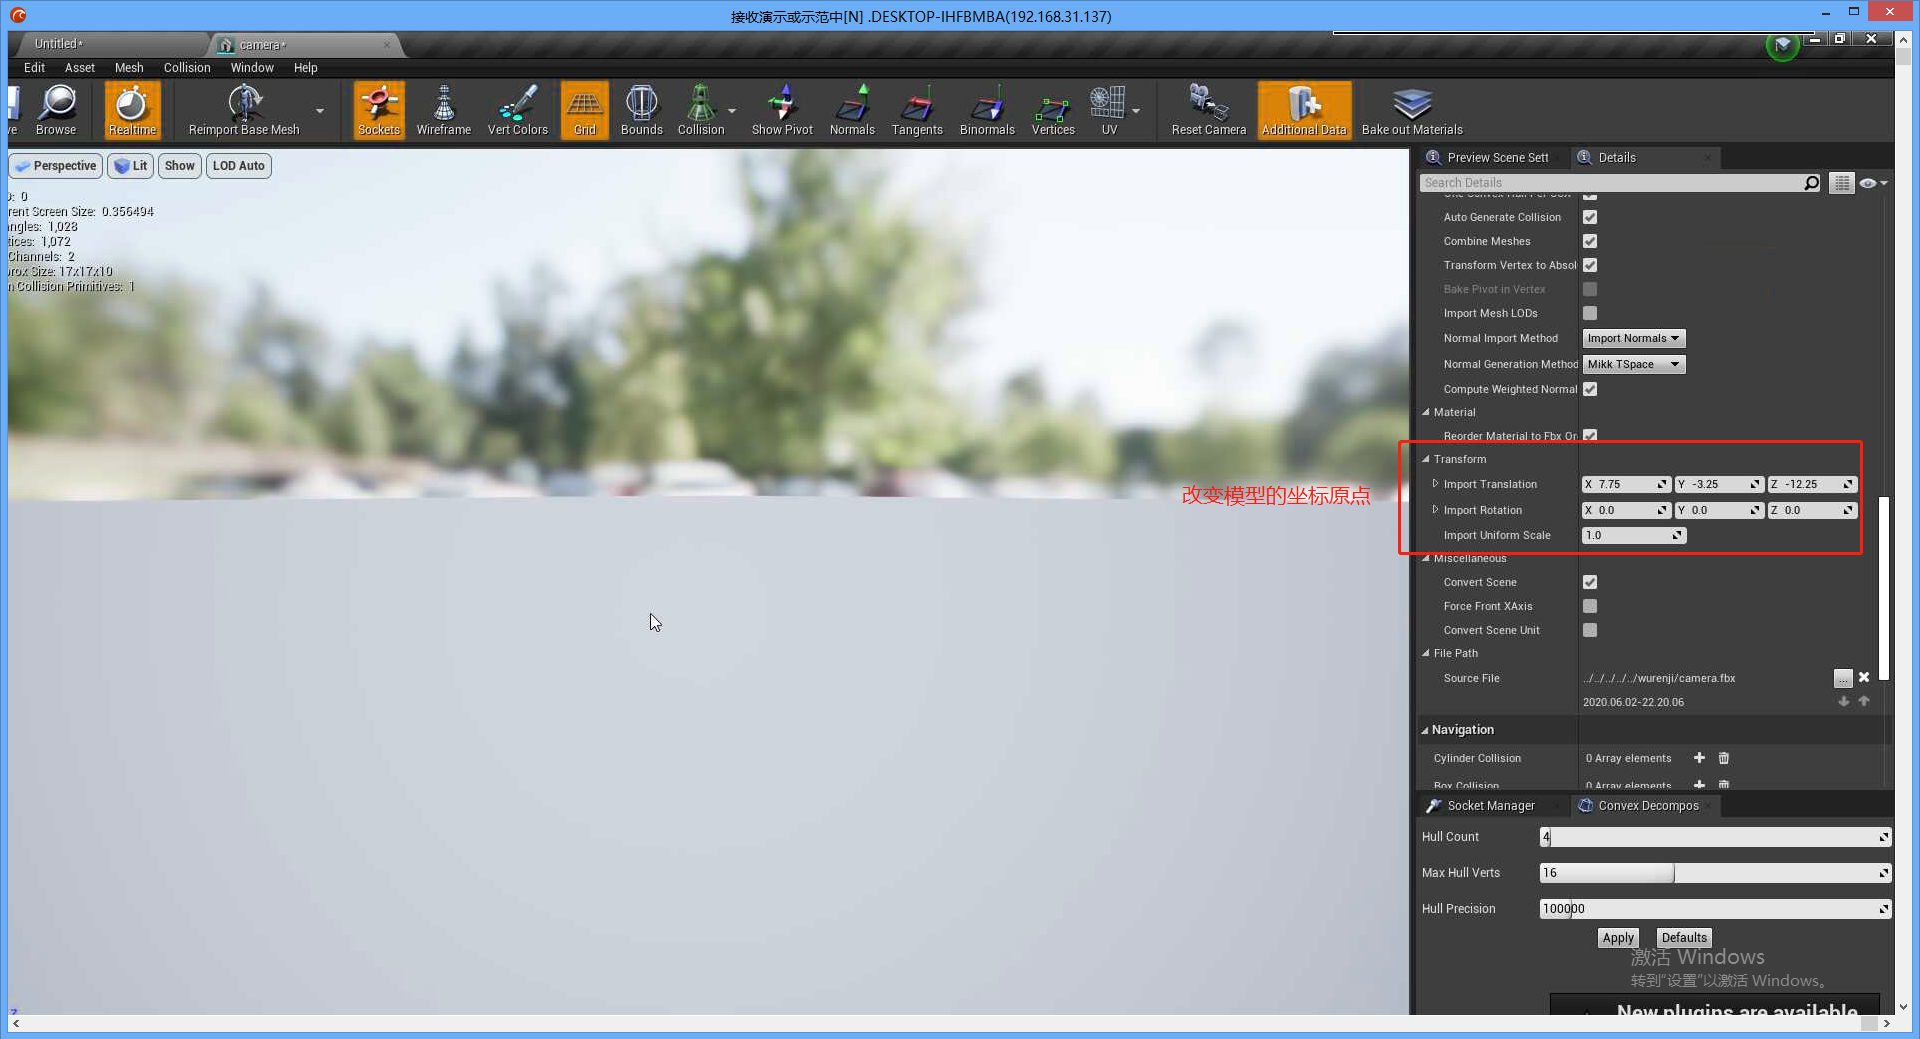 接收演示或示范中[N] .DESKTOP-IHFBMBA(192.168.31.137)
Untitled*
camera*
Edit Asset Mesh Collision Window Help
ve Browse Realtime Reimport Base Mesh Sockets Wireframe Vert Colors Grid Bounds Collision Show Pivot Normals Tangents Binormals Vertices UV Reset Camera Additional Data Bake out Materials
Perspective Lit Show LOD Auto
D: 0
rent Screen Size: 0.356494
ngles: 1,028
tices: 1,072
Channels: 2
prox Size: 17x17x10
n Collision Primitives: 1
改变模型的坐标原点
Z
Preview Scene Sett
Details
Search Details
Auto Generate Collision
Combine Meshes
Transform Vertex to Absol
Bake Pivot in Vertex
Import Mesh LODs
Normal Import Method Import Normals
Normal Generation Method Mikk TSpace
Compute Weighted Normal
Material
Reorder Material to Fbx Or
Transform
Import Translation X 7.75 Y -3.25 Z -12.25
Import Rotation X 0.0 Y 0.0 Z 0.0
Import Uniform Scale 1.0
Miscellaneous
Convert Scene
Force Front XAxis
Convert Scene Unit
File Path
Source File ../../../../../wurenji/camera.fbx ...
2020.06.02-22.20.06
Navigation
Cylinder Collision 0 Array elements
Box Collision 0 Array elements
Socket Manager
Convex Decompos
Hull Count 4
Max Hull Verts 16
Hull Precision 100000
Apply Defaults
激活 Windows
转到"设置"以激活 Windows。
New plugins are available